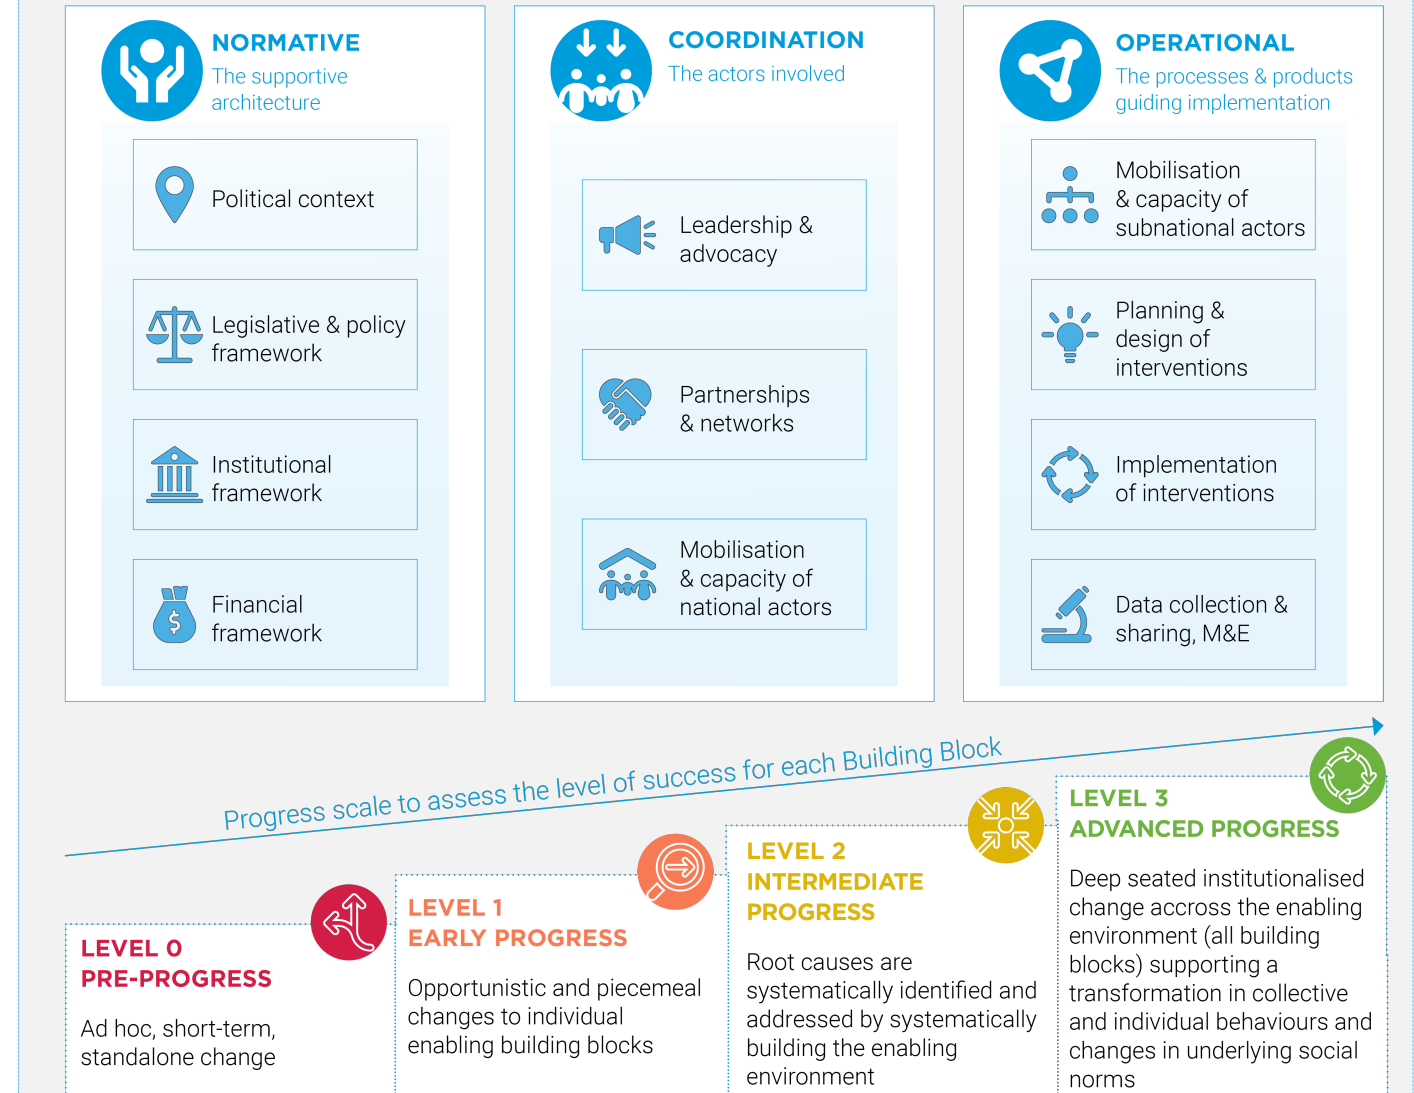 NORMATIVE
The supportive
architecture
Political context
Legislative & policy
framework
Institutional
framework
$
Financial
framework
COORDINATION
The actors involved
Leadership &
advocacy
Partnerships
& networks
Mobilisation
& capacity of
national actors
OPERATIONAL
The processes & products
guiding implementation
Mobilisation
& capacity of
subnational actors
Planning &
design of
interventions
Implementation
of interventions
Data collection &
sharing, M&E
Progress scale to assess the level of success for each Building Block
LEVEL 0
PRE-PROGRESS
Ad hoc, short-term,
standalone change
LEVEL 1
EARLY PROGRESS
Opportunistic and piecemeal
changes to individual
enabling building blocks
LEVEL 2
INTERMEDIATE
PROGRESS
Root causes are
systematically identified and
addressed by systematically
building the enabling
environment
LEVEL 3
ADVANCED PROGRESS
Deep seated institutionalised
change accross the enabling
environment (all building
blocks) supporting a
transformation in collective
and individual behaviours and
changes in underlying social
norms